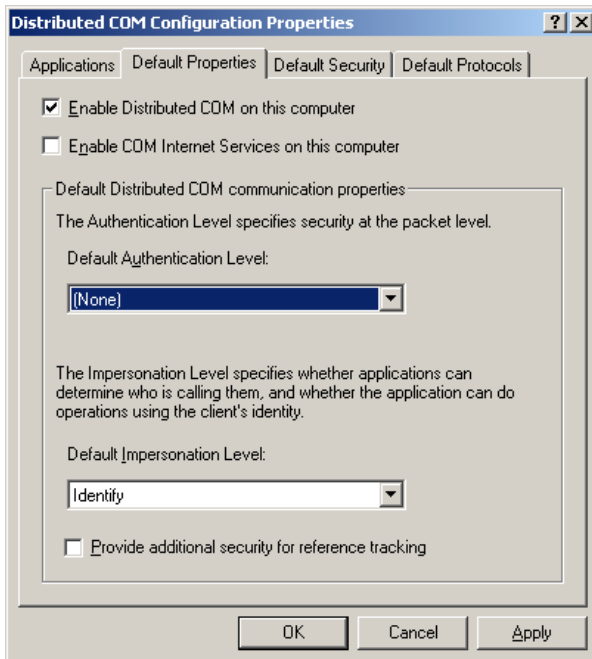 Distributed COM Configuration Properties
Applications
Default Properties
Default Security
Default Protocols
Enable Distributed COM on this computer
Enable COM Internet Services on this computer
Default Distributed COM communication properties
The Authentication Level specifies security at the packet level.
Default Authentication Level:
(None)
The Impersonation Level specifies whether applications can
determine who is calling them, and whether the application can do
operations using the client's identity.
Default Impersonation Level:
Identify
Provide additional security for reference tracking
OK
Cancel
Apply